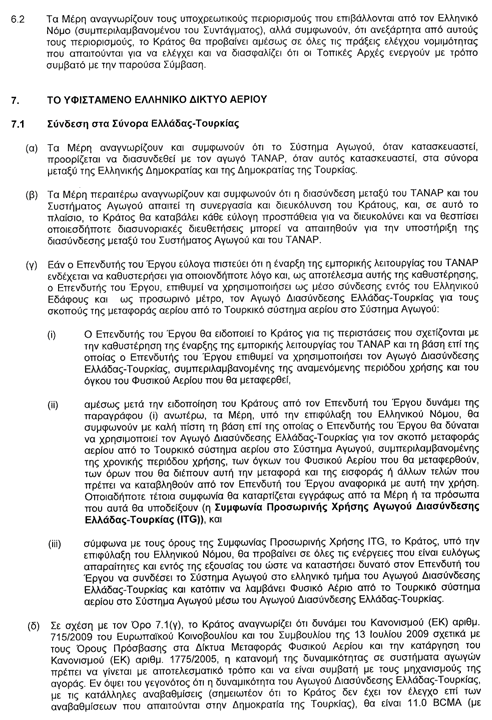 6.2 Τα Μέρη αναγνωρίζουν τους υποχρεωτικούς περιορισμούς που επιβάλλονται από τον Ελληνικό
Νόμο (συμπεριλαμβανομένου του Συντάγματος), αλλά συμφωνούν, ότι ανεξάρτητα από αυτούς
τους περιορισμούς, το Κράτος θα προβαίνει αμέσως σε όλες τις πράξεις ελέγχου νομιμότητας
που απαιτούνται για να ελέγχει και να διασφαλίζει ότι οι Τοπικές Αρχές ενεργούν με τρόπο
συμβατό με την παρούσα Σύμβαση.
7. ΤΟ ΥΦΙΣΤΑΜΕΝΟ ΕΛΛΗΝΙΚΟ ΔΙΚΤΥΟ ΑΕΡΙΟΥ
7.1 Σύνδεση στα Σύνορα Ελλάδας-Τουρκίας
(α) Τα Μέρη αναγνωρίζουν και συμφωνούν ότι το Σύστημα Αγωγού, όταν κατασκευαστεί,
προορίζεται να διασυνδεθεί με τον αγωγό TANAP, όταν αυτός κατασκευαστεί, στα σύνορα
μεταξύ της Ελληνικής Δημοκρατίας και της Δημοκρατίας της Τουρκίας.
(β) Τα Μέρη περαιτέρω αναγνωρίζουν και συμφωνούν ότι η διασύνδεση μεταξύ του TANAP και του
Συστήματος Αγωγού απαιτεί τη συνεργασία και διευκόλυνση του Κράτους, και, σε αυτό το
πλαίσιο, το Κράτος θα καταβάλει κάθε εύλογη προσπάθεια για να διευκολύνει και να θεσπίσει
οποιεσδήποτε διασυνοριακές διευθετήσεις μπορεί να απαιτηθούν για την υποστήριξη της
διασύνδεσης μεταξύ του Συστήματος Αγωγού και του TANAP.
(γ) Εάν ο Επενδυτής του Έργου εύλογα πιστεύει ότι η έναρξη της εμπορικής λειτουργίας του TANAP
ενδέχεται να καθυστερήσει για οποιονδήποτε λόγο και, ως αποτέλεσμα αυτής της καθυστέρησης,
ο Επενδυτής του Έργου, επιθυμεί να χρησιμοποιήσει ως μέσο σύνδεσης εντός του Ελληνικού
Εδάφους και ως προσωρινό μέτρο, τον Αγωγό Διασύνδεσης Ελλάδας-Τουρκίας για τους
σκοπούς της μεταφοράς αερίου από το Τουρκικό σύστημα αερίου στο Σύστημα Αγωγού:
(i) Ο Επενδυτής του Έργου θα ειδοποιεί το Κράτος για τις περιστάσεις που σχετίζονται με
την καθυστέρηση της έναρξης της εμπορικής λειτουργίας του TANAP και τη βάση επί της
οποίας ο Επενδυτής του Έργου επιθυμεί να χρησιμοποιήσει τον Αγωγό Διασύνδεσης
Ελλάδας-Τουρκίας, συμπεριλαμβανομένης της αναμενόμενης περιόδου χρήσης και του
όγκου του Φυσικού Αερίου που θα μεταφερθεί,
(ii) αμέσως μετά την ειδοποίηση του Κράτους από τον Επενδυτή του Έργου δυνάμει της
παραγράφου (i) ανωτέρω, τα Μέρη, υπό την επιφύλαξη του Ελληνικού Νόμου, θα
συμφωνούν με καλή πίστη τη βάση επί της οποίας ο Επενδυτής του Έργου θα δύναται
να χρησιμοποιεί τον Αγωγό Διασύνδεσης Ελλάδας-Τουρκίας για τον σκοπό μεταφοράς
αερίου από το Τουρκικό σύστημα αερίου στο Σύστημα Αγωγού, συμπεριλαμβανομένης
της χρονικής περιόδου χρήσης, των όγκων του Φυσικού Αερίου που θα μεταφερθούν,
των όρων που θα διέπουν αυτή την μεταφορά και της εισφοράς ή άλλων τελών που
πρέπει να καταβληθούν από τον Επενδυτή του Έργου αναφορικά με αυτή την χρήση.
Οποιαδήποτε τέτοια συμφωνία θα καταρτίζεται εγγράφως από τα Μέρη ή τα πρόσωπα
που αυτά θα υποδείξουν (η Συμφωνία Προσωρινής Χρήσης Αγωγού Διασύνδεσης
Ελλάδας-Τουρκίας (ITG)), και
(iii) σύμφωνα με τους όρους της Συμφωνίας Προσωρινής Χρήσης ITG, το Κράτος, υπό την
επιφύλαξη του Ελληνικού Νόμου, θα προβαίνει σε όλες τις ενέργειες που είναι ευλόγως
απαραίτητες και εντός της εξουσίας του ώστε να καταστήσει δυνατό στον Επενδυτή του
Έργου να συνδέσει το Σύστημα Αγωγού στο ελληνικό τμήμα του Αγωγού Διασύνδεσης
Ελλάδας-Τουρκίας και κατόπιν να λαμβάνει Φυσικό Αέριο από το Τουρκικό σύστημα
αερίου στο Σύστημα Αγωγού μέσω του Αγωγού Διασύνδεσης Ελλάδας-Τουρκίας.
(δ) Σε σχέση με τον Όρο 7.1(γ), το Κράτος αναγνωρίζει ότι δυνάμει του Κανονισμού (ΕΚ) αριθμ.
715/2009 του Ευρωπαϊκού Κοινοβουλίου και του Συμβουλίου της 13 Ιουλίου 2009 σχετικά με
τους Όρους Πρόσβασης στα Δίκτυα Μεταφοράς Φυσικού Αερίου και την κατάργηση του
Κανονισμού (ΕΚ) αριθμ. 1775/2005, η κατανομή της δυναμικότητας σε συστήματα αγωγών
πρέπει να γίνεται με αποτελεσματικό τρόπο και να είναι συμβατή με τους μηχανισμούς της
αγοράς. Εν όψει του γεγονότος ότι η δυναμικότητα του Αγωγού Διασύνδεσης Ελλάδας-Τουρκίας,
με τις κατάλληλες αναβαθμίσεις (σημειωτέον ότι το Κράτος δεν έχει τον έλεγχο επί των
αναβαθμίσεων που απαιτούνται στην Δημοκρατία της Τουρκίας), θα είναι 11.0 BCMA (με